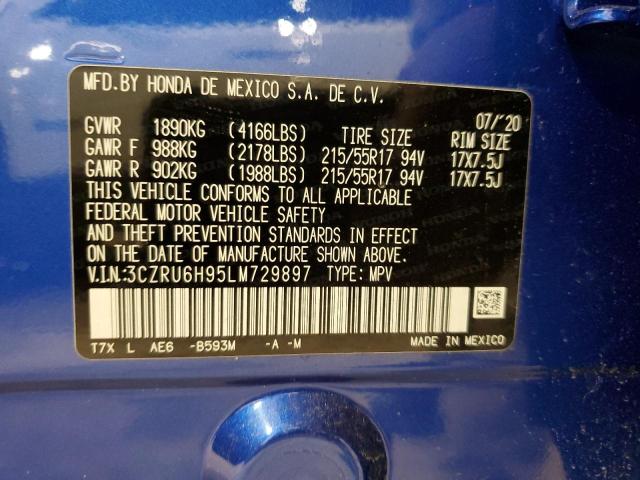 MFD.BY HONDA DE MEXICO S.A. DE C.V.
07/'20
GVWR 1890KG (4166LBS) TIRE SIZE RIM SIZE
GAWR F 988KG (2178LBS) 215/55R17 94V 17X7.5J
GAWR R 902KG (1988LBS) 215/55R17 94V 17X7.5J
THIS VEHICLE CONFORMS TO ALL APPLICABLE
FEDERAL MOTOR VEHICLE SAFETY
AND THEFT PREVENTION STANDARDS IN EFFECT
ON THE DATE OF MANUFACTURE SHOWN ABOVE.
V.I.N.:3CZRU6H95LM729897 TYPE: MPV
T7X L AE6 -B593M -A -M MADE IN MEXICO